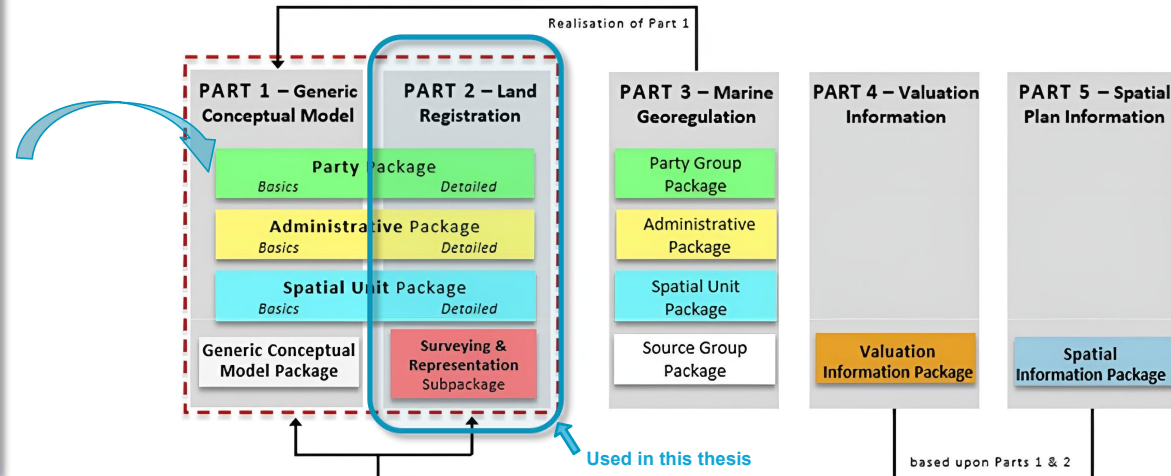 Realisation of Part 1
PART 1 – Generic
Conceptual Model
PART 2 – Land
Registration
PART 3 – Marine
Georegulation
PART 4 – Valuation
Information
PART 5 – Spatial
Plan Information
Party Package
Basics
Detailed
Administrative Package
Basics
Detailed
Spatial Unit Package
Basics
Detailed
Generic Conceptual
Model Package
Surveying &
Representation
Subpackage
Party Group
Package
Administrative
Package
Spatial Unit
Package
Source Group
Package
Valuation
Information Package
Spatial
Information Package
Used in this thesis
based upon Parts 1 & 2